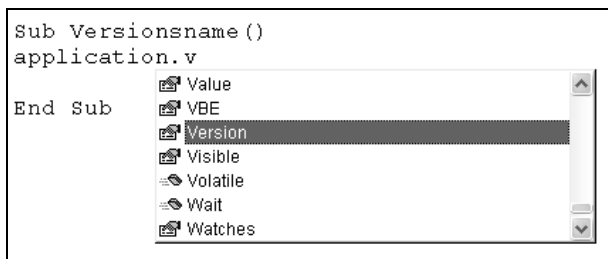 Sub Versionsname()
application.v
Value
End Sub
VBE
Version
Visible
Volatile
Wait
Watches